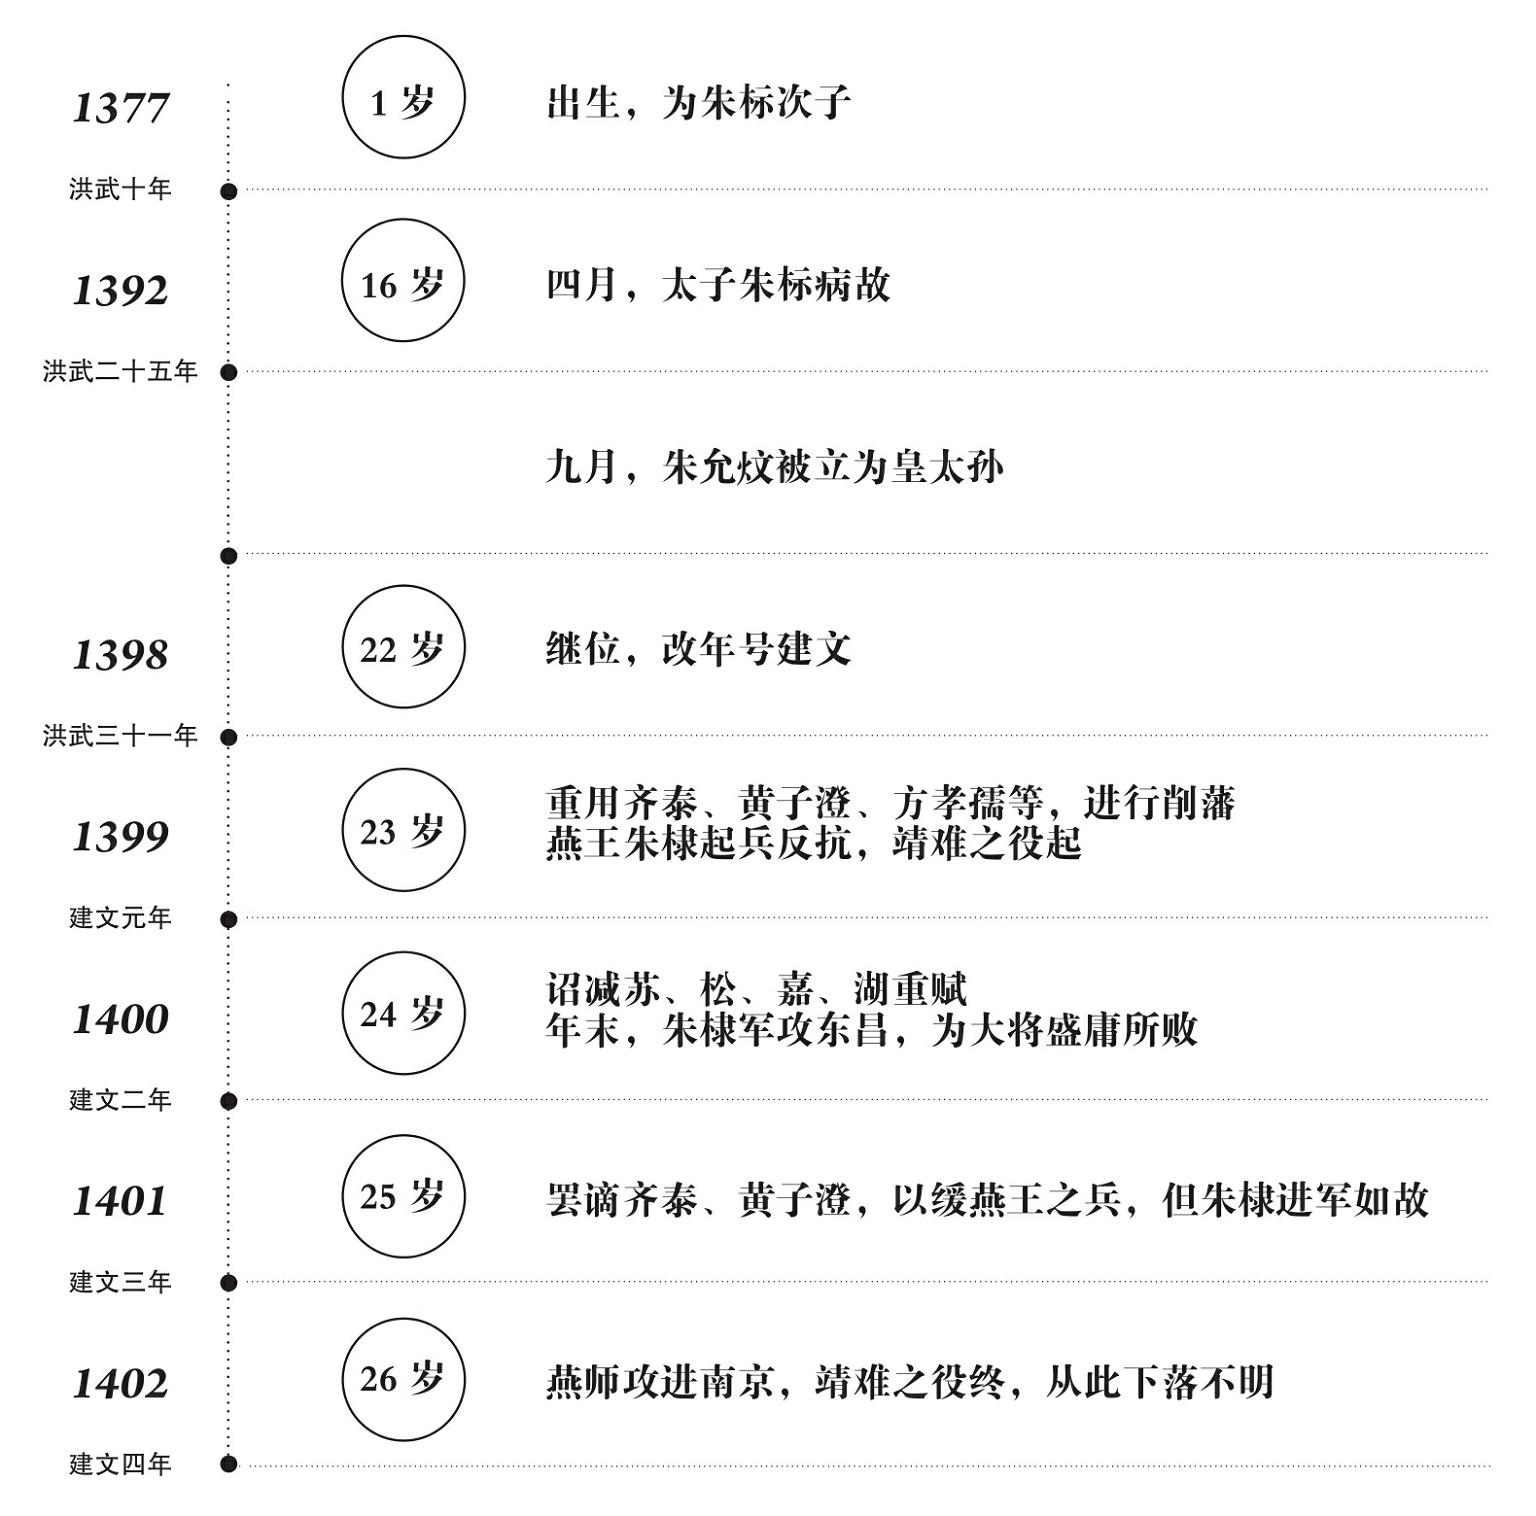 1377
1 岁
出生，为朱标次子
洪武十年
1392
16 岁
四月，太子朱标病故
洪武二十五年
九月，朱允炆被立为皇太孙
1398
22 岁
继位，改年号建文
洪武三十一年
1399
23 岁
重用齐泰、黄子澄、方孝孺等，进行削藩
燕王朱棣起兵反抗，靖难之役起
建文元年
1400
24 岁
诏减苏、松、嘉、湖重赋
年末，朱棣军攻东昌，为大将盛庸所败
建文二年
1401
25 岁
罢谪齐泰、黄子澄，以缓燕王之兵，但朱棣进军如故
建文三年
1402
26 岁
燕师攻进南京，靖难之役终，从此下落不明
建文四年